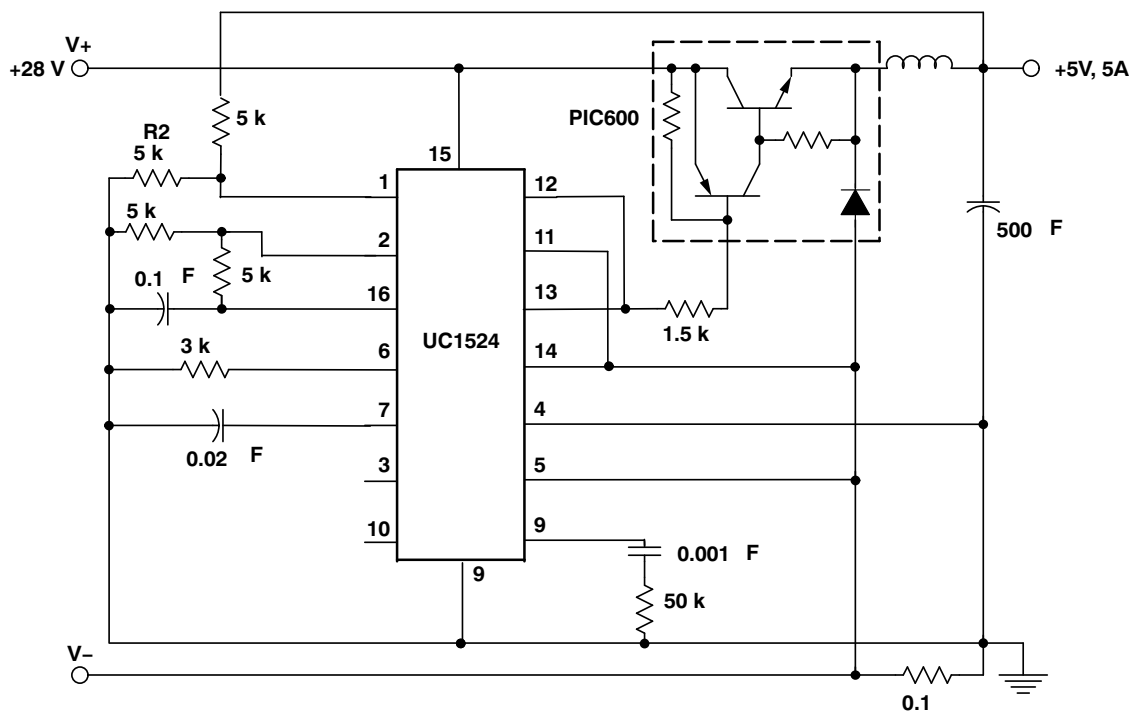 V+
+28 V
+5V, 5A
5 k
PIC600
R2
5 k
15
1
12
5 k
2
11
500 F
0.1 F
5 k
16
13
UC1524
1.5 k
3 k
6
14
7
4
0.02 F
3
5
10
9
0.001 F
9
50 k
V−
0.1